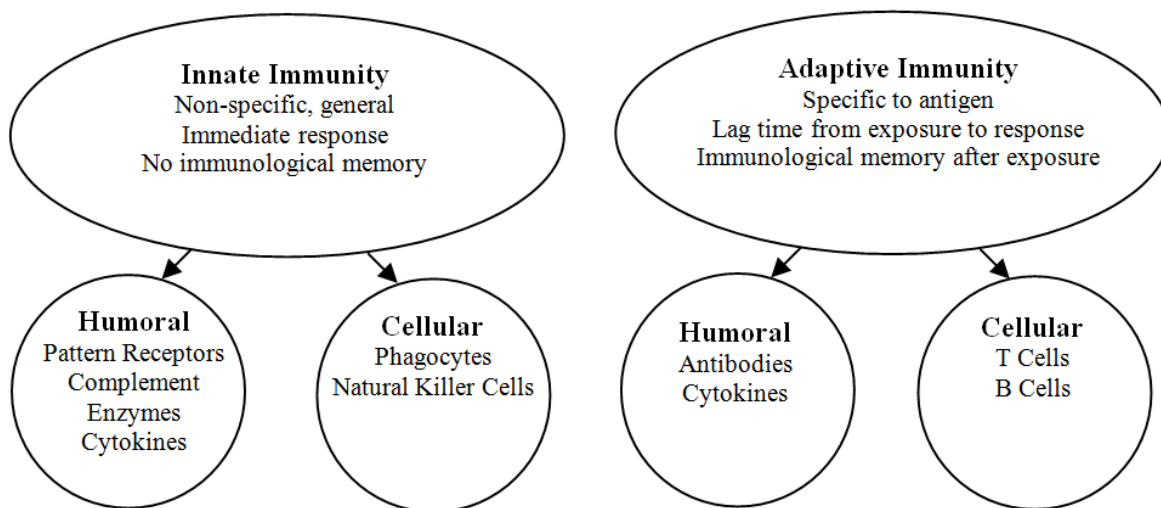 Innate Immunity
Non-specific, general
Immediate response
No immunological memory
Adaptive Immunity
Specific to antigen
Lag time from exposure to response
Immunological memory after exposure
Humoral
Pattern Receptors
Complement
Enzymes
Cytokines
Cellular
Phagocytes
Natural Killer Cells
Humoral
Antibodies
Cytokines
Cellular
T Cells
B Cells